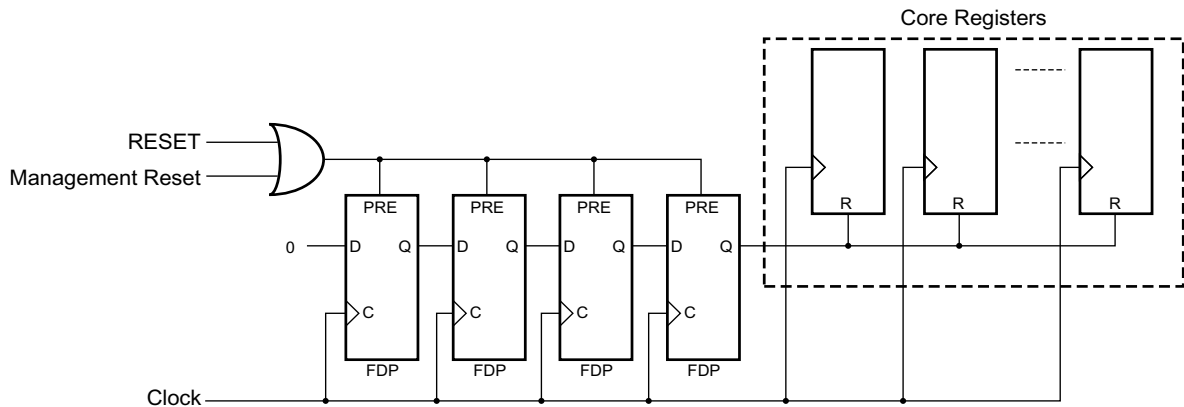 Core Registers
RESET
Management Reset
PRE PRE PRE PRE
R R R
0 D Q D Q D Q D Q
C C C C
FDP FDP FDP FDP
Clock